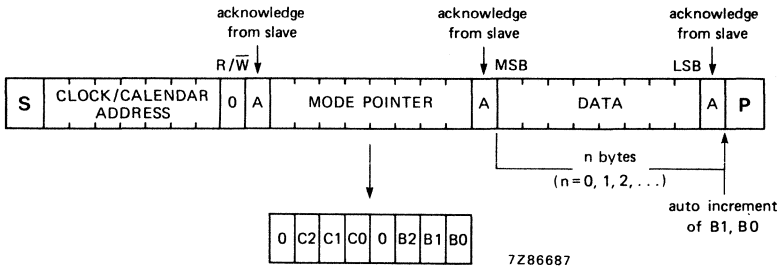 acknowledge
from slave
acknowledge
from slave
acknowledge
from slave
R/W̅
MSB
LSB
S
CLOCK/CALENDAR
ADDRESS
0
A
MODE POINTER
A
DATA
A
P
n bytes
(n=0, 1, 2, ...)
auto increment
of B1, B0
0 C2 C1 C0 0 B2 B1 B0
7Z86687